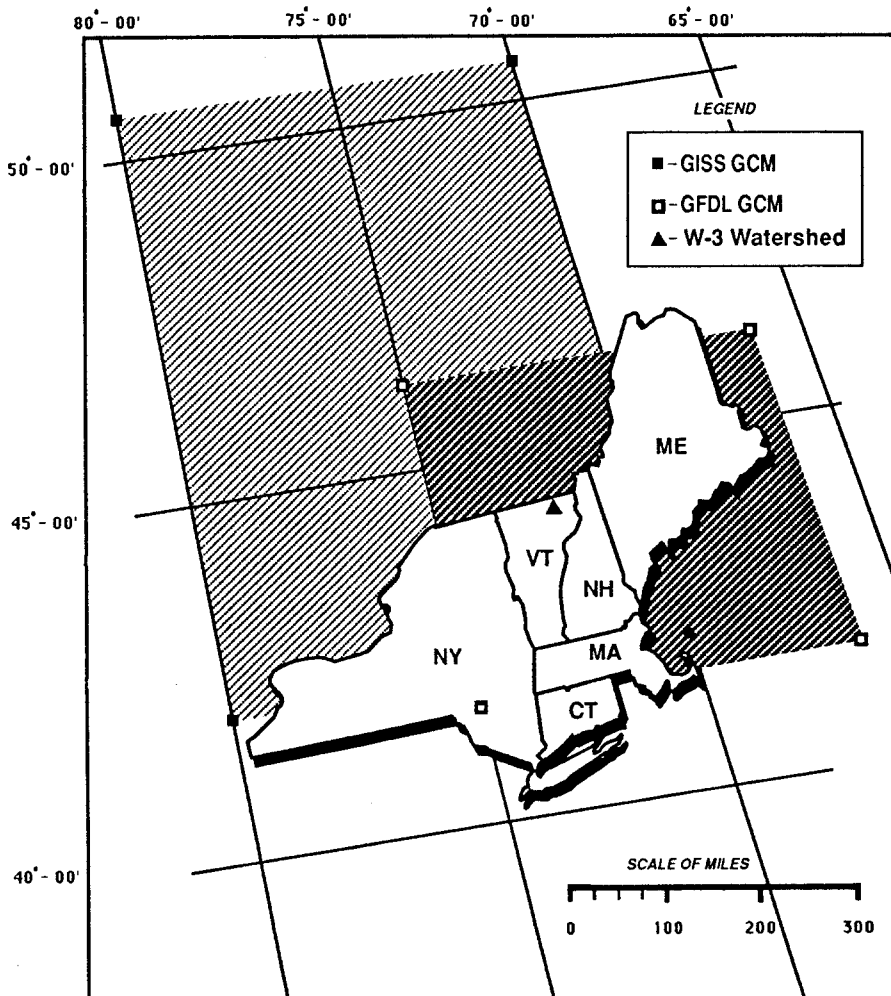 80°-00' 75°-00' 70°-00' 65°-00'
LEGEND
■-GISS GCM
-GFDL GCM
▲- W-3 Watershed
50°-00'
45°-00'
40°-00'
ME
VT
NH
NY
MA
CT
SCALE OF MILES
0 100 200 300